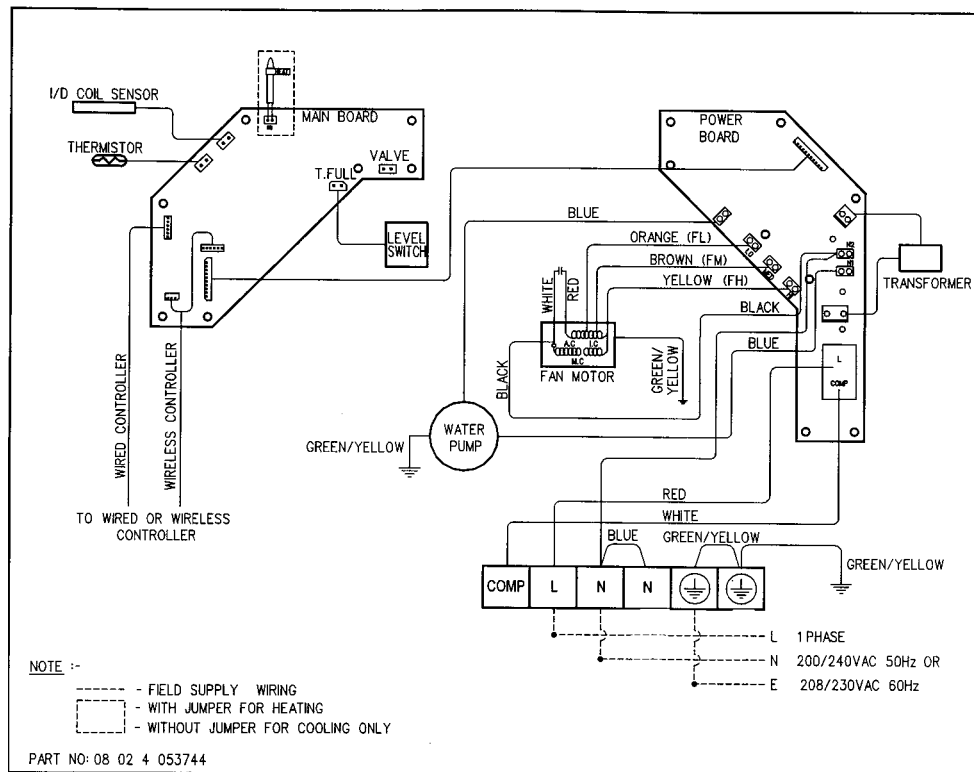 I/D COIL SENSOR
THERMISTOR
HEAT
MAIN BOARD
VALVE
T.FULL
LEVEL
SWITCH
POWER
BOARD
BLUE
ORANGE (FL)
BROWN (FM)
YELLOW (FH)
BLACK
BLUE
TRANSFORMER
WHITE
RED
A.C
I.C
M.C
FAN MOTOR
BLACK
GREEN/
YELLOW
LO
L
COMP
WATER
PUMP
GREEN/YELLOW
WIRED CONTROLLER
WIRELESS CONTROLLER
TO WIRED OR WIRELESS
CONTROLLER
RED
WHITE
BLUE
GREEN/YELLOW
GREEN/YELLOW
COMP L N N
L 1PHASE
N 200/240VAC 50Hz OR
E 208/230VAC 60Hz
NOTE :-
- FIELD SUPPLY WIRING
- WITH JUMPER FOR HEATING
- WITHOUT JUMPER FOR COOLING ONLY
PART NO: 08 02 4 053744